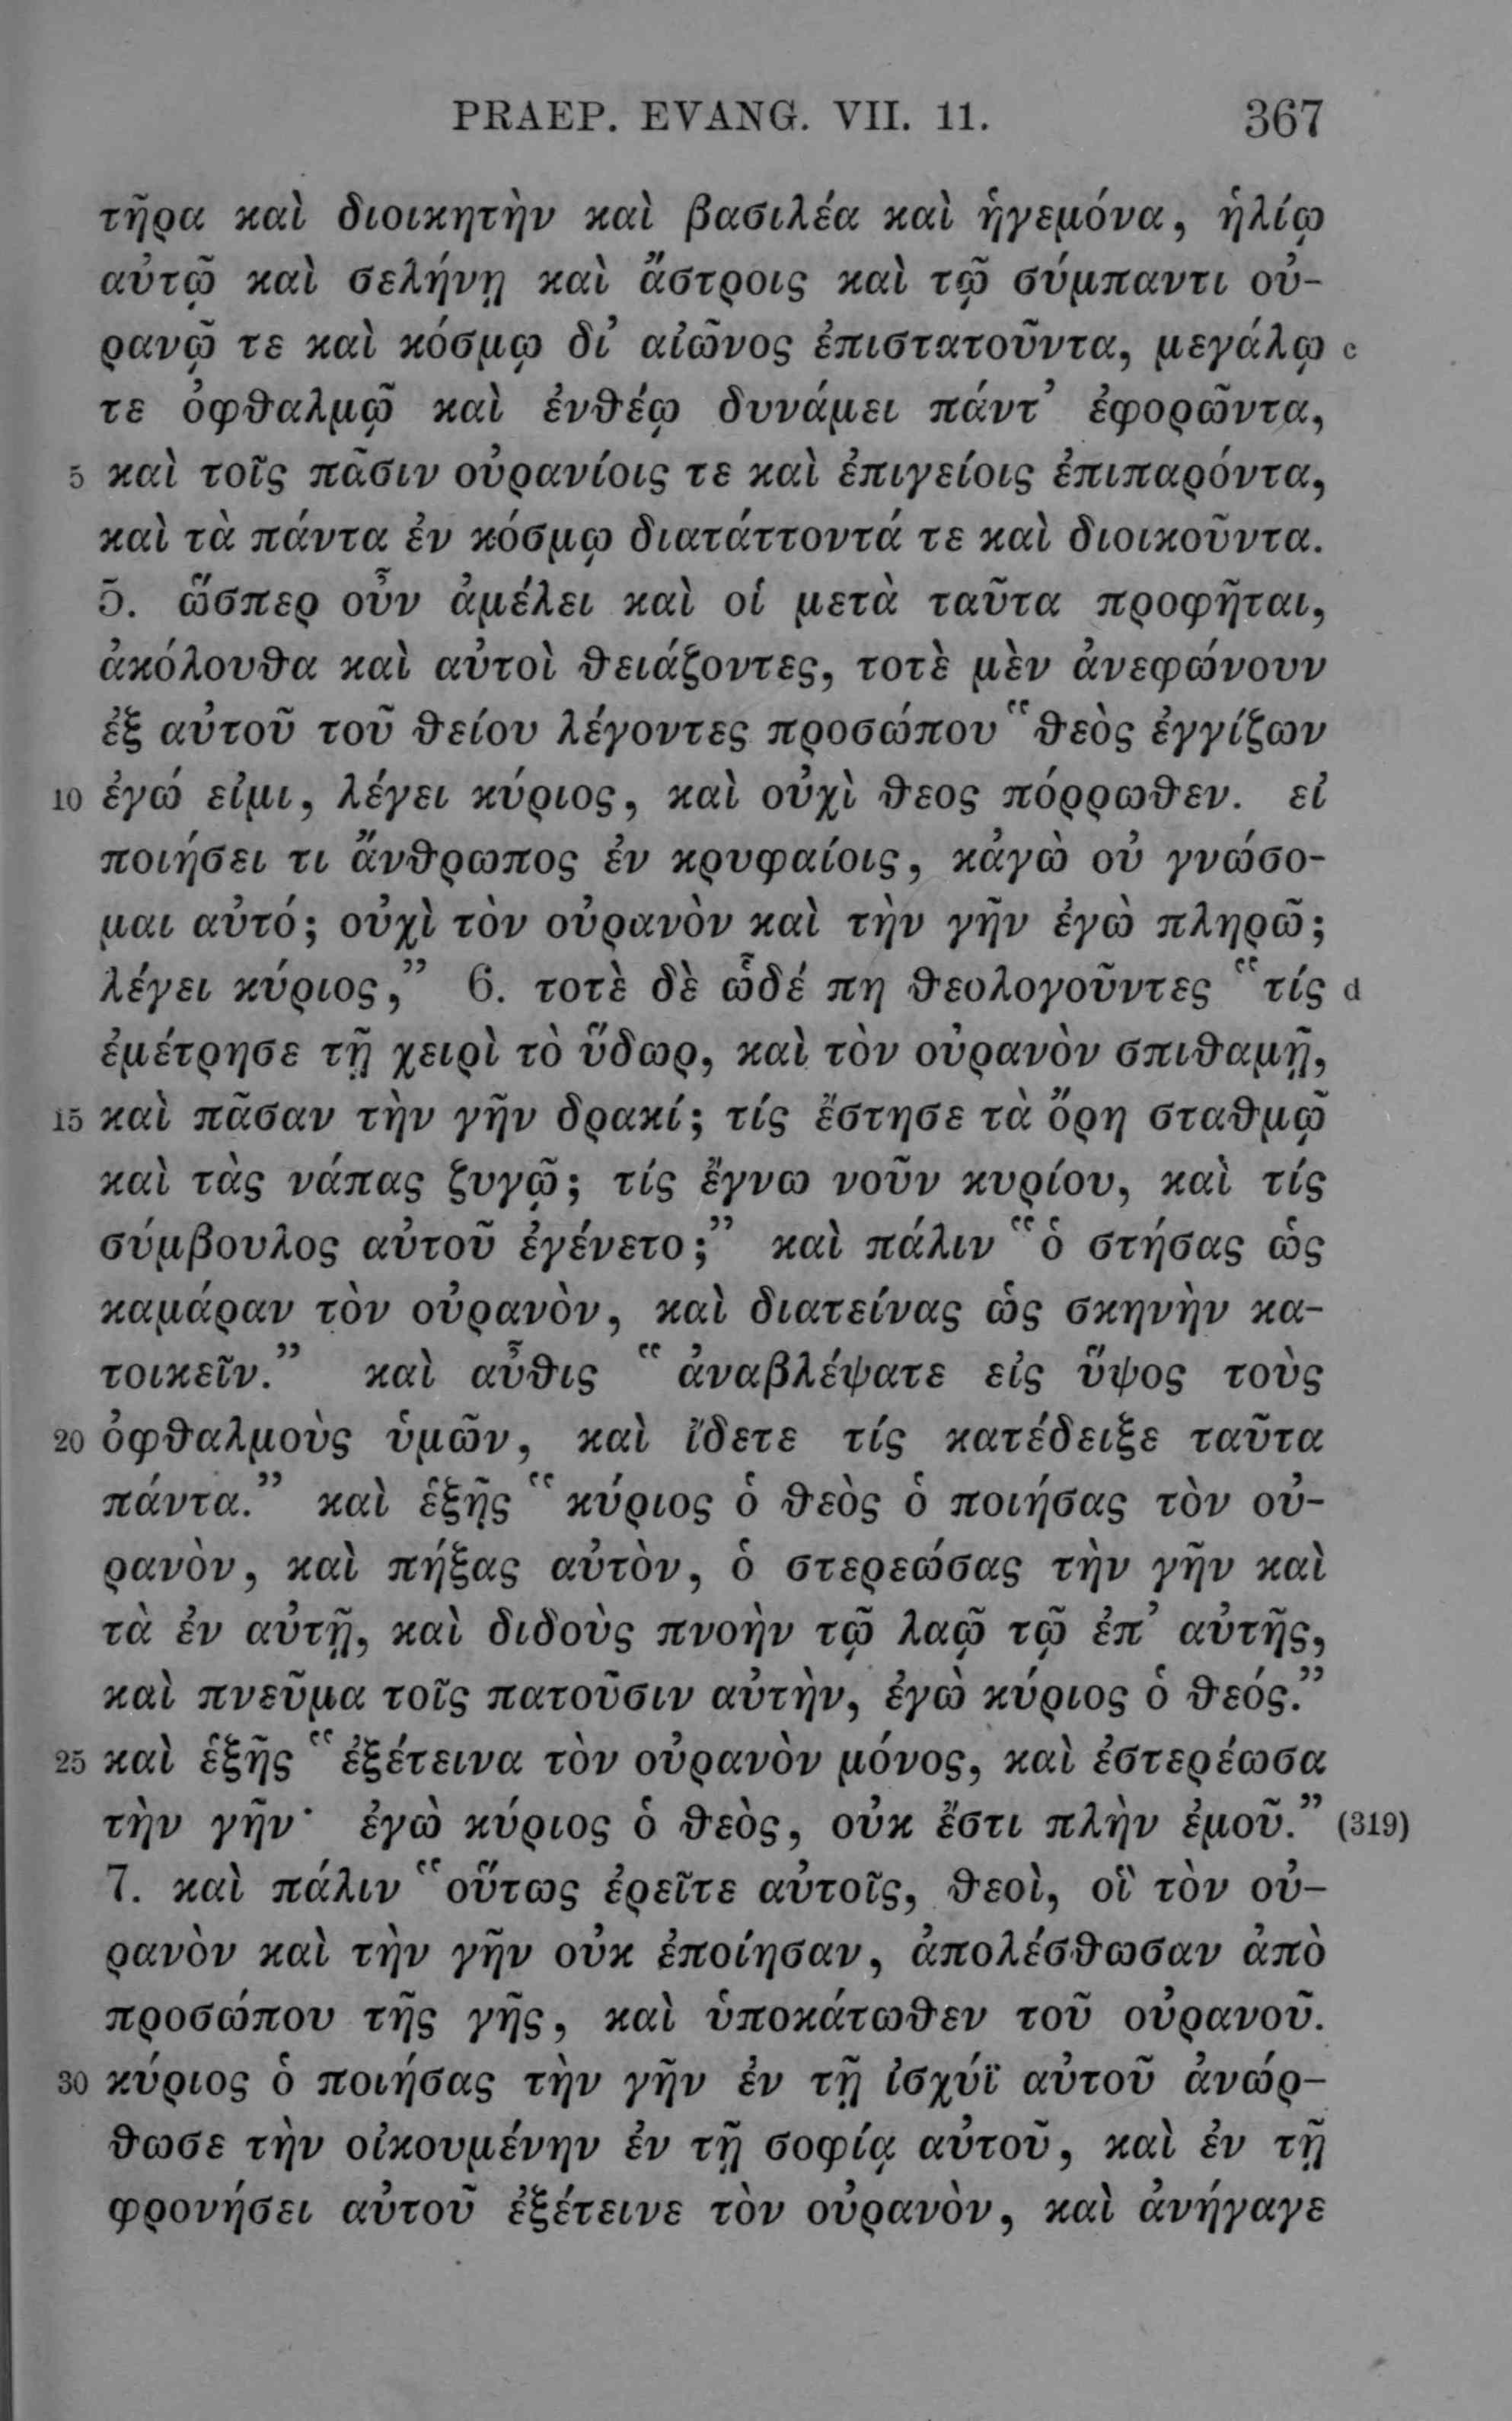 PRAEP. EVANG. VII. 11. 367
τῆρα καὶ διοικητὴν καὶ βασιλέα καὶ ἡγεμόνα, ἡλίῳ
αὐτῷ καὶ σελήνῃ καὶ ἄστροις καὶ τῷ σύμπαντι οὐ-
ρανῷ τε καὶ κόσμῳ δι᾽ αἰῶνος ἐπιστατοῦντα, μεγάλῳ c
τε ὀφθαλμῷ καὶ ἐνθέῳ δυνάμει πάντ᾽ ἐφορῶντα,
5 καὶ τοῖς πᾶσιν οὐρανίοις τε καὶ ἐπιγείοις ἐπιπαρόντα,
καὶ τὰ πάντα ἐν κόσμῳ διατάττοντά τε καὶ διοικοῦντα.
5. ὥσπερ οὖν ἀμέλει καὶ οἱ μετὰ ταῦτα προφῆται,
ἀκόλουθα καὶ αὐτοὶ θειάζοντες, τοτὲ μὲν ἀνεφώνουν
ἐξ αὐτοῦ τοῦ θείου λέγοντες προσώπου “θεὸς ἐγγίζων
10 ἐγώ εἰμι, λέγει κύριος, καὶ οὐχὶ θεος πόρρωθεν. εἰ
ποιήσει τι ἄνθρωπος ἐν κρυφαίοις, κἀγὼ οὐ γνώσο-
μαι αὐτό; οὐχὶ τὸν οὐρανὸν καὶ τὴν γῆν ἐγὼ πληρῶ;
λέγει κύριος,” 6. τοτὲ δὲ ὧδέ πη θεολογοῦντες “τίς d
ἐμέτρησε τῇ χειρὶ τὸ ὕδωρ, καὶ τὸν οὐρανὸν σπιθαμῇ,
15 καὶ πᾶσαν τὴν γῆν δρακί; τίς ἔστησε τὰ ὄρη σταθμῷ
καὶ τὰς νάπας ζυγῷ; τίς ἔγνω νοῦν κυρίου, καὶ τίς
σύμβουλος αὐτοῦ ἐγένετο;” καὶ πάλιν “ὁ στήσας ὡς
καμάραν τὸν οὐρανὸν, καὶ διατείνας ὡς σκηνὴν κα-
τοικεῖν.” καὶ αὖθις “ἀναβλέψατε εἰς ὕψος τοὺς
20 ὀφθαλμοὺς ὑμῶν, καὶ ἴδετε τίς κατέδειξε ταῦτα
πάντα.” καὶ ἑξῆς “κύριος ὁ θεὸς ὁ ποιήσας τὸν οὐ-
ρανὸν, καὶ πήξας αὐτὸν, ὁ στερεώσας τὴν γῆν καὶ
τὰ ἐν αὐτῇ, καὶ διδοὺς πνοὴν τῷ λαῷ τῷ ἐπ᾽ αὐτῆς,
καὶ πνεῦμα τοῖς πατοῦσιν αὐτὴν, ἐγὼ κύριος ὁ θεός.”
25 καὶ ἑξῆς “ἐξέτεινα τὸν οὐρανὸν μόνος, καὶ ἐστερέωσα
τὴν γῆν· ἐγὼ κύριος ὁ θεὸς, οὐκ ἔστι πλὴν ἐμοῦ.” (319)
7. καὶ πάλιν “οὕτως ἐρεῖτε αὐτοῖς, θεοὶ, οἳ τὸν οὐ-
ρανὸν καὶ τὴν γῆν οὐκ ἐποίησαν, ἀπολέσθωσαν ἀπὸ
προσώπου τῆς γῆς, καὶ ὑποκάτωθεν τοῦ οὐρανοῦ.
30 κύριος ὁ ποιήσας τὴν γῆν ἐν τῇ ἰσχύϊ αὐτοῦ ἀνώρ-
θωσε τὴν οἰκουμένην ἐν τῇ σοφίᾳ αὐτοῦ, καὶ ἐν τῇ
φρονήσει αὐτοῦ ἐξέτεινε τὸν οὐρανὸν, καὶ ἀνήγαγε